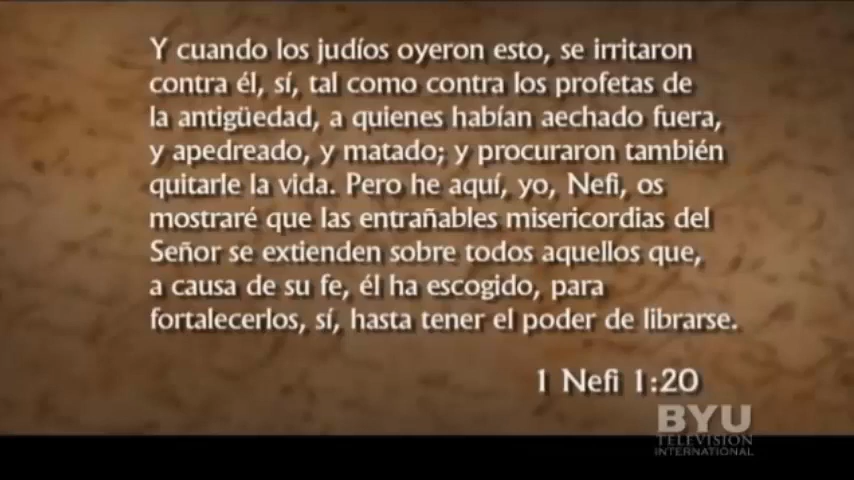 Y cuando los judíos oyeron esto, se irritaron
contra él, sí, tal como contra los profetas de
la antigüedad, a quienes habían aechado fuera,
y apedreado, y matado; y procuraron también
quitarle la vida. Pero he aquí, yo, Nefi, os
mostraré que las entrañables misericordias del
Señor se extienden sobre todos aquellos que,
a causa de su fe, él ha escogido, para
fortalecerlos, sí, hasta tener el poder de librarse.
1 Nefi 1:20
BYU
TELEVISION
INTERNATIONAL